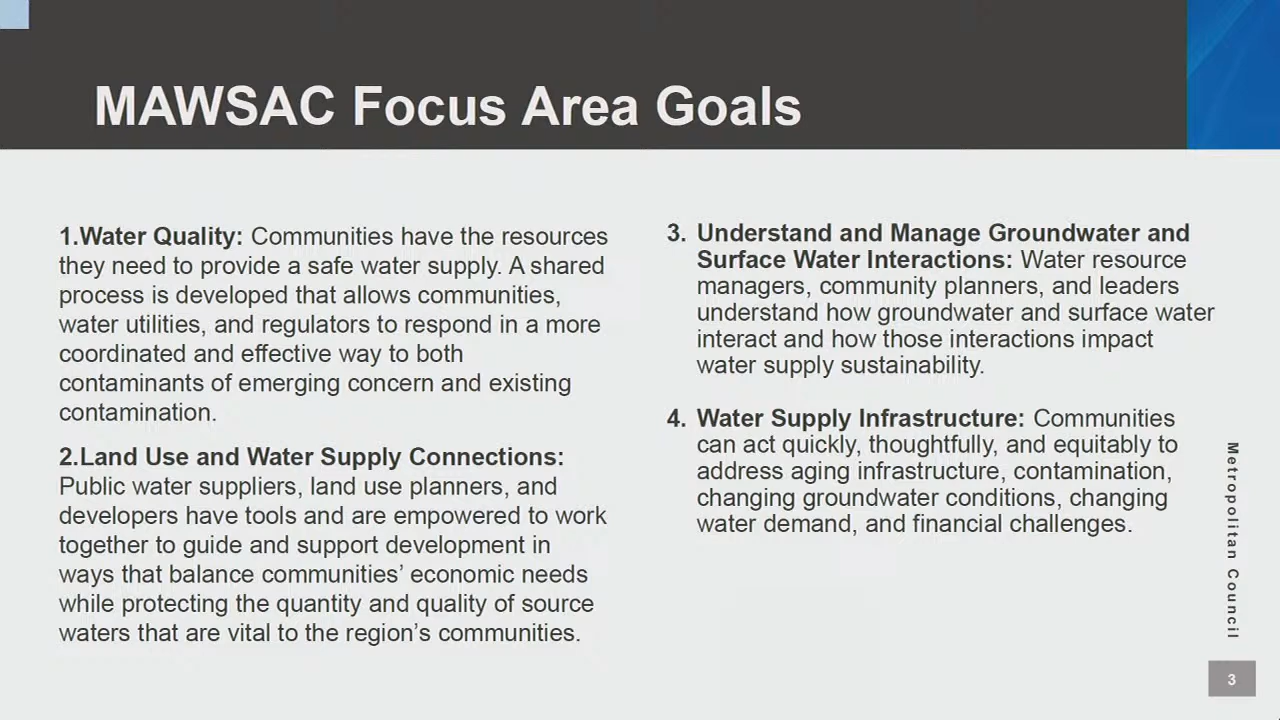 MAWSAC Focus Area Goals
1.Water Quality: Communities have the resources
they need to provide a safe water supply. A shared
process is developed that allows communities,
water utilities, and regulators to respond in a more
coordinated and effective way to both
contaminants of emerging concern and existing
contamination.
2.Land Use and Water Supply Connections:
Public water suppliers, land use planners, and
developers have tools and are empowered to work
together to guide and support development in
ways that balance communities’ economic needs
while protecting the quantity and quality of source
waters that are vital to the region’s communities.
3. Understand and Manage Groundwater and
Surface Water Interactions: Water resource
managers, community planners, and leaders
understand how groundwater and surface water
interact and how those interactions impact
water supply sustainability.
4. Water Supply Infrastructure: Communities
can act quickly, thoughtfully, and equitably to
address aging infrastructure, contamination,
changing groundwater conditions, changing
water demand, and financial challenges.
Metropolitan Council
3